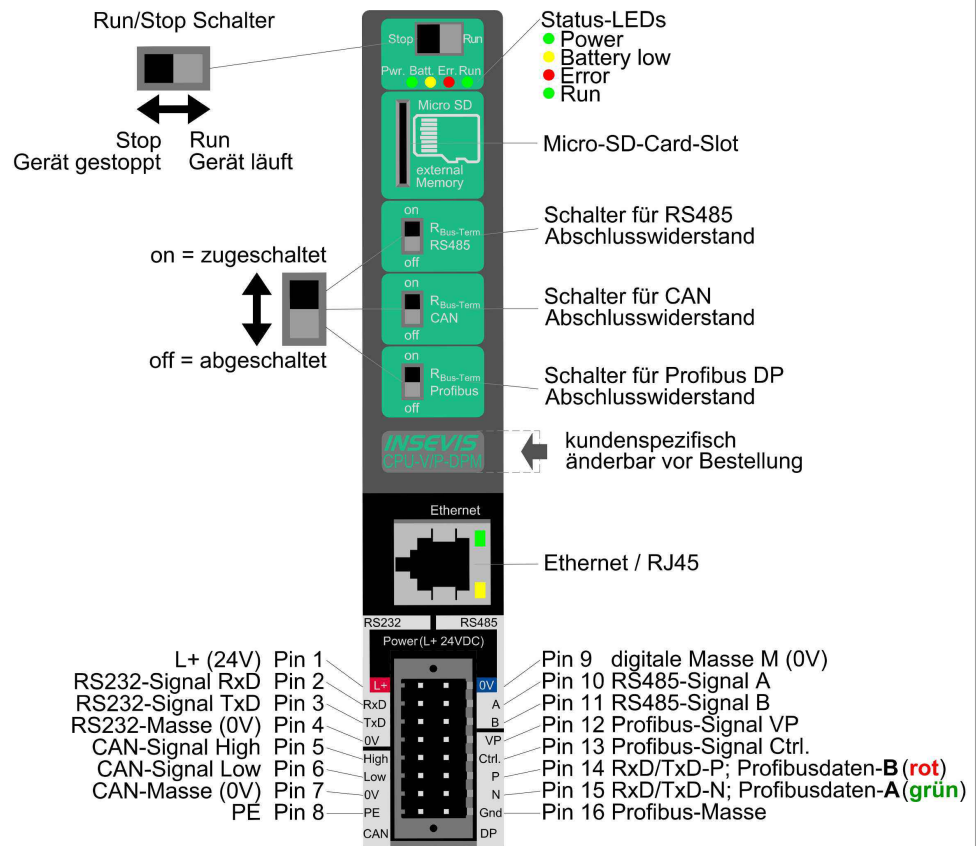 Run/Stop Schalter
Stop Run
Gerät gestoppt Gerät läuft
on = zugeschaltet
off = abgeschaltet
Stop Run
Pwr. Batt. Err. Run
Micro SD
external
Memory
on
RBus-Term
RS485
off
on
RBus-Term
CAN
off
on
RBus-Term
Profibus
off
INSEVIS
CPU-V/P-DPM
Status-LEDs
Power
Battery low
Error
Run
Micro-SD-Card-Slot
Schalter für RS485
Abschlusswiderstand
Schalter für CAN
Abschlusswiderstand
Schalter für Profibus DP
Abschlusswiderstand
kundenspezifisch
änderbar vor Bestellung
Ethernet
Ethernet / RJ45
RS232 RS485
Power(L+ 24VDC)
L+ (24V) Pin 1
RS232-Signal RxD Pin 2
RS232-Signal TxD Pin 3
RS232-Masse (0V) Pin 4
CAN-Signal High Pin 5
CAN-Signal Low Pin 6
CAN-Masse (0V) Pin 7
PE Pin 8
L+
RxD
TxD
0V
High
Low
0V
PE
CAN
0V
A
B
VP
Ctrl.
P
N
Gnd
DP
Pin 9 digitale Masse M (0V)
Pin 10 RS485-Signal A
Pin 11 RS485-Signal B
Pin 12 Profibus-Signal VP
Pin 13 Profibus-Signal Ctrl.
Pin 14 RxD/TxD-P; Profibusdaten-B (rot)
Pin 15 RxD/TxD-N; Profibusdaten-A (grün)
Pin 16 Profibus-Masse